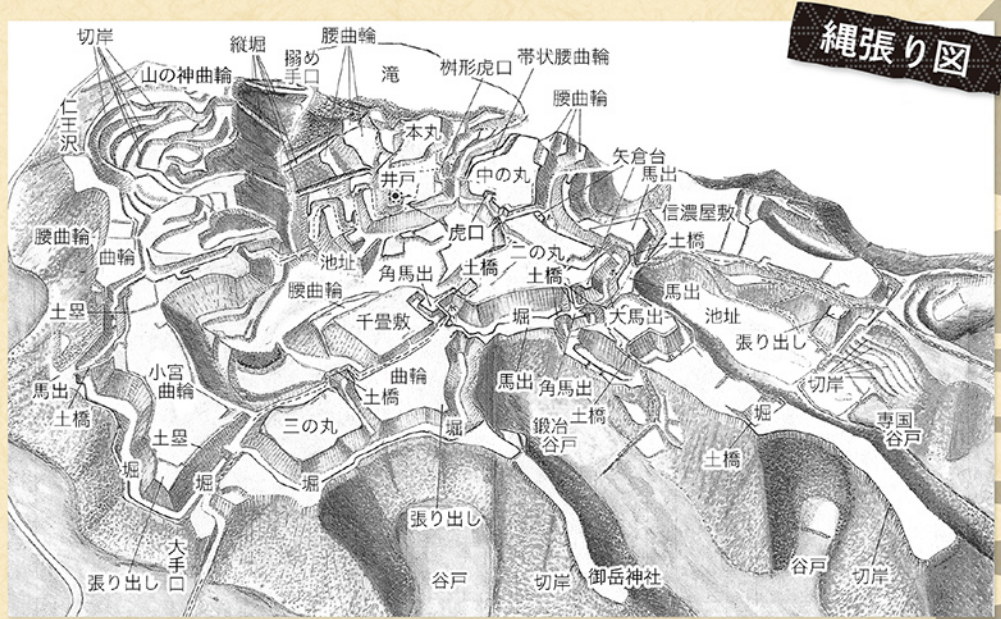 縄張り図
切岸
縦堀
搦め手口
腰曲輪
滝
桝形虎口
帯状腰曲輪
山の神曲輪
腰曲輪
仁王沢
本丸
矢倉台
馬出
井戸
中の丸
信濃屋敷
腰曲輪
曲輪
虎口
二の丸
土橋
池址
角馬出
土橋
土橋
腰曲輪
馬出
土塁
千畳敷
堀
大馬出
池址
張り出し
馬出
小宮曲輪
曲輪
馬出
角馬出
切岸
土橋
土橋
三の丸
土橋
堀
専国谷戸
土塁
堀
鍛冶谷戸
土橋
堀
堀
堀
張り出し
大手口
張り出し
谷戸
切岸
御岳神社
谷戸
切岸